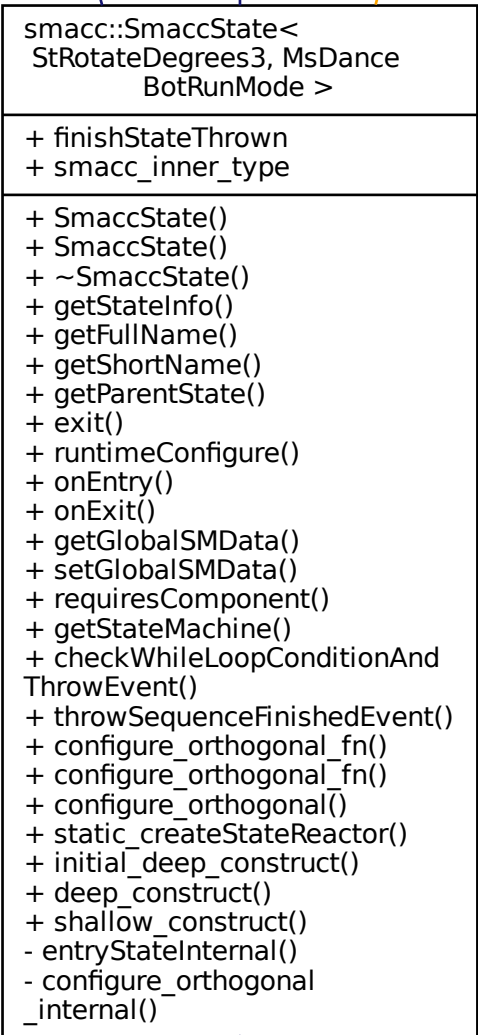 smacc::SmaccState<
StRotateDegrees3, MsDance
BotRunMode >
+ finishStateThrown
+ smacc_inner_type
+ SmaccState()
+ SmaccState()
+ ~SmaccState()
+ getStateInfo()
+ getFullName()
+ getShortName()
+ getParentState()
+ exit()
+ runtimeConfigure()
+ onEntry()
+ onExit()
+ getGlobalSMData()
+ setGlobalSMData()
+ requiresComponent()
+ getStateMachine()
+ checkWhileLoopConditionAnd
ThrowEvent()
+ throwSequenceFinishedEvent()
+ configure_orthogonal_fn()
+ configure_orthogonal_fn()
+ configure_orthogonal()
+ static_createStateReactor()
+ initial_deep_construct()
+ deep_construct()
+ shallow_construct()
- entryStateInternal()
- configure_orthogonal
_internal()